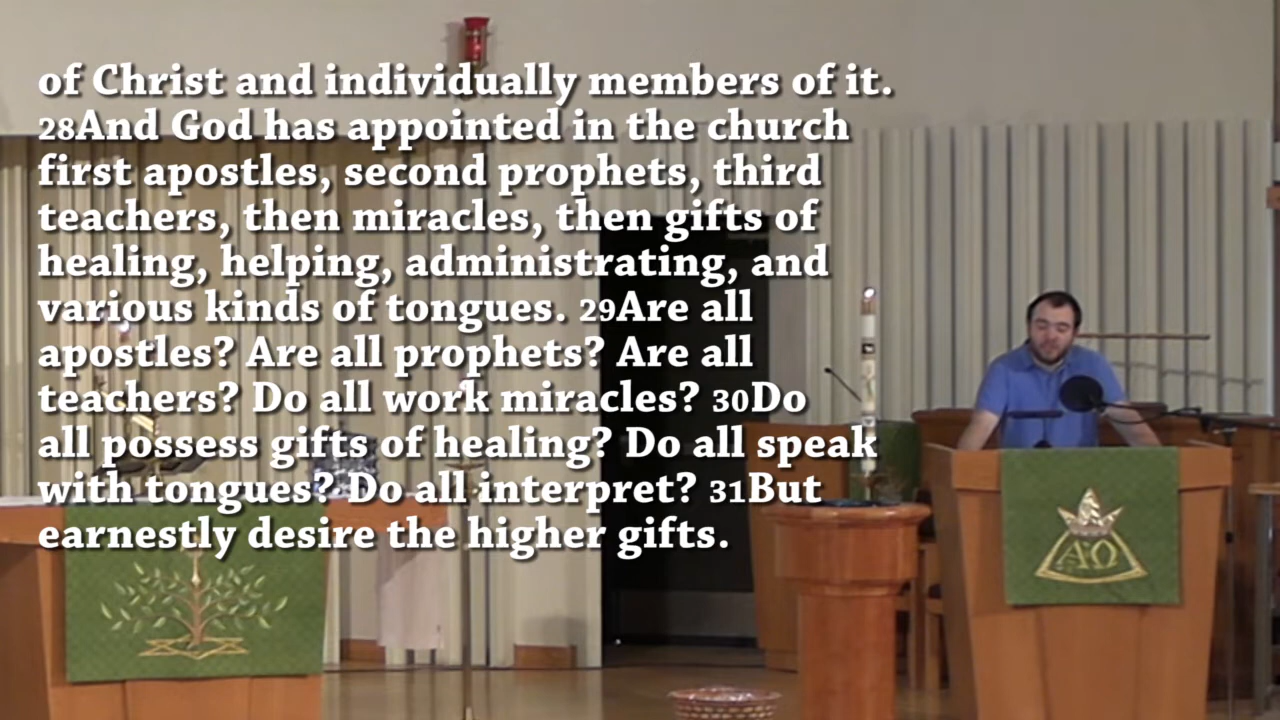 of Christ and individually members of it.
28And God has appointed in the church
first apostles, second prophets, third
teachers, then miracles, then gifts of
healing, helping, administrating, and
various kinds of tongues. 29Are all
apostles? Are all prophets? Are all
teachers? Do all work miracles? 30Do
all possess gifts of healing? Do all speak
with tongues? Do all interpret? 31But
earnestly desire the higher gifts.
ΑΩ